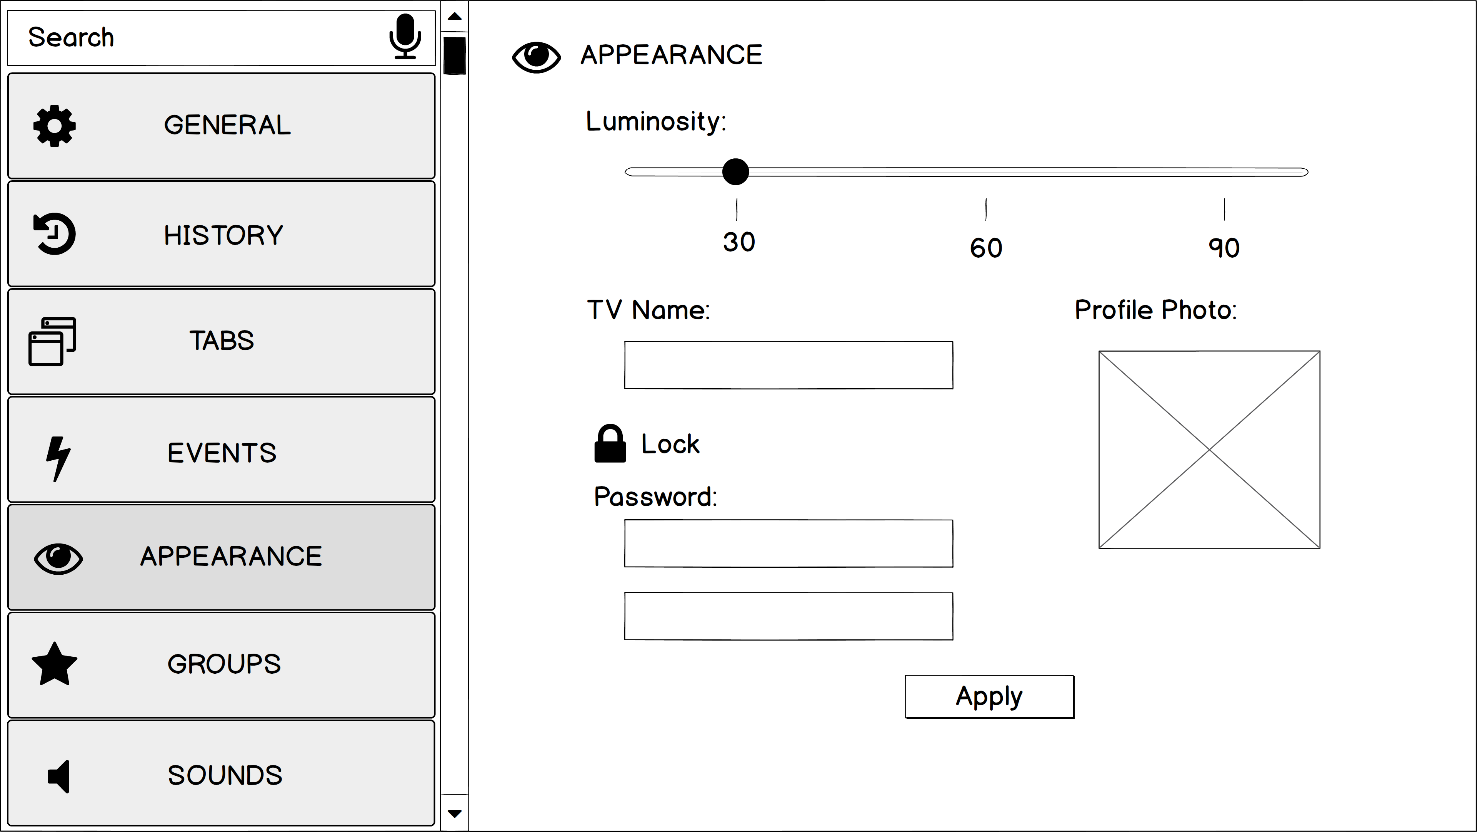 Search
GENERAL
HISTORY
TABS
EVENTS
APPEARANCE
GROUPS
SOUNDS
APPEARANCE
Luminosity:
30 60 90
TV Name:
Profile Photo:
Lock
Password:
Apply